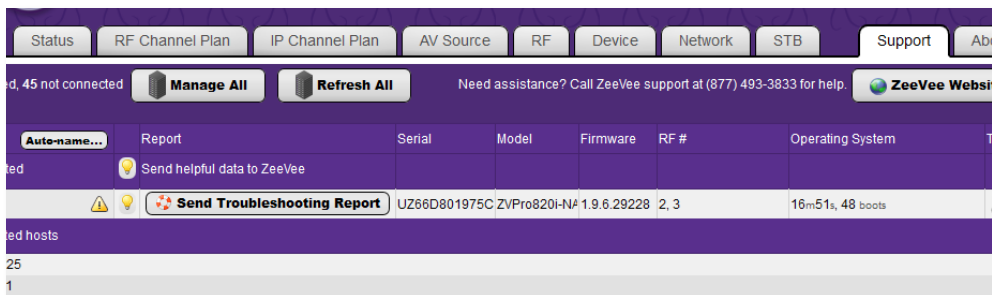 Status RF Channel Plan IP Channel Plan AV Source RF Device Network STB Support Ab
ed, 45 not connected Manage All Refresh All Need assistance? Call ZeeVee support at (877) 493-3833 for help. ZeeVee Websi
Auto-name... Report Serial Model Firmware RF # Operating System T
ted Send helpful data to ZeeVee
Send Troubleshooting Report UZ66D801975C ZVPro820i-NA 1.9.6.29228 2, 3 16m51s, 48 boots
ted hosts
25
1